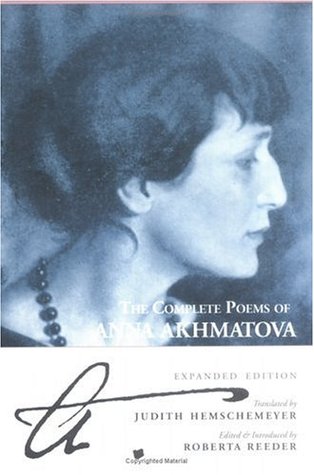 The Complete Poems of
ANNA AKHMATOVA
EXPANDED EDITION
Translated by
JUDITH HEMSCHEMEYER
Edited & Introduced by
ROBERTA REEDER
Copyrighted Material